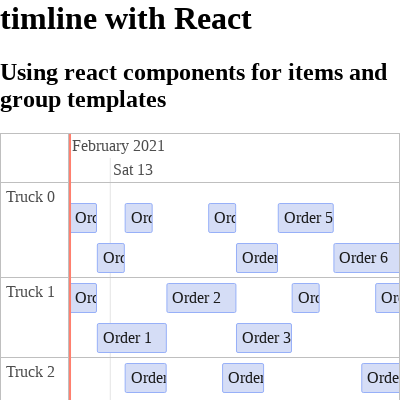 timline with React
Using react components for items and
group templates
February 2021
Sat 13
Truck 0
Orc
Orc
Orc
Order 5
Orc
Order
Order 6
Truck 1
Orc
Order 2
Orc
Or
Order 1
Order 3
Truck 2
Order
Order
Orde